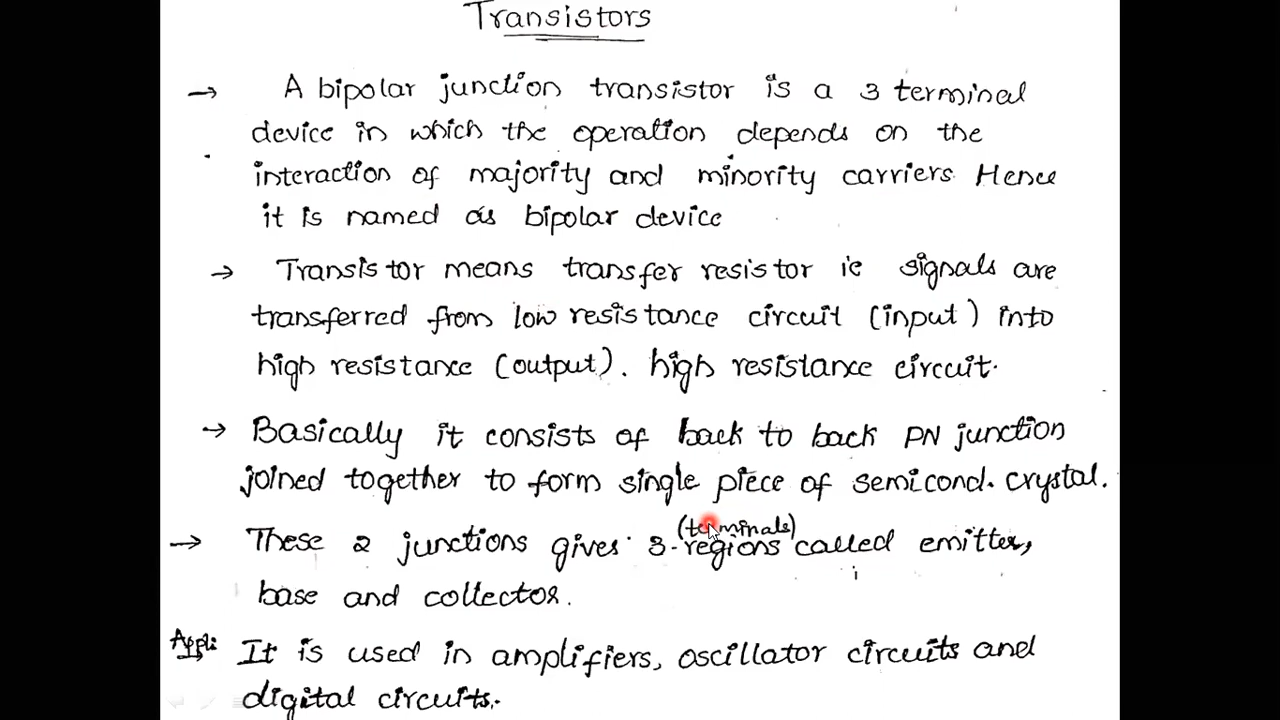 Transistors
→ A bipolar junction transistor is a 3 terminal
device in which the operation depends on the
interaction of majority and minority carriers Hence
it is named as bipolar device
→ Transistor means transfer resistor ie signals are
transferred from low resistance circuit (input) into
high resistance (output). high resistance circuit.
→ Basically it consists of back to back PN junction
joined together to form single piece of semicond. crystal.
(terminals)
→ These 2 junctions gives 3-regions called emitter,
base and collector.
Appli: It is used in amplifiers, oscillator circuits and
digital circuits.